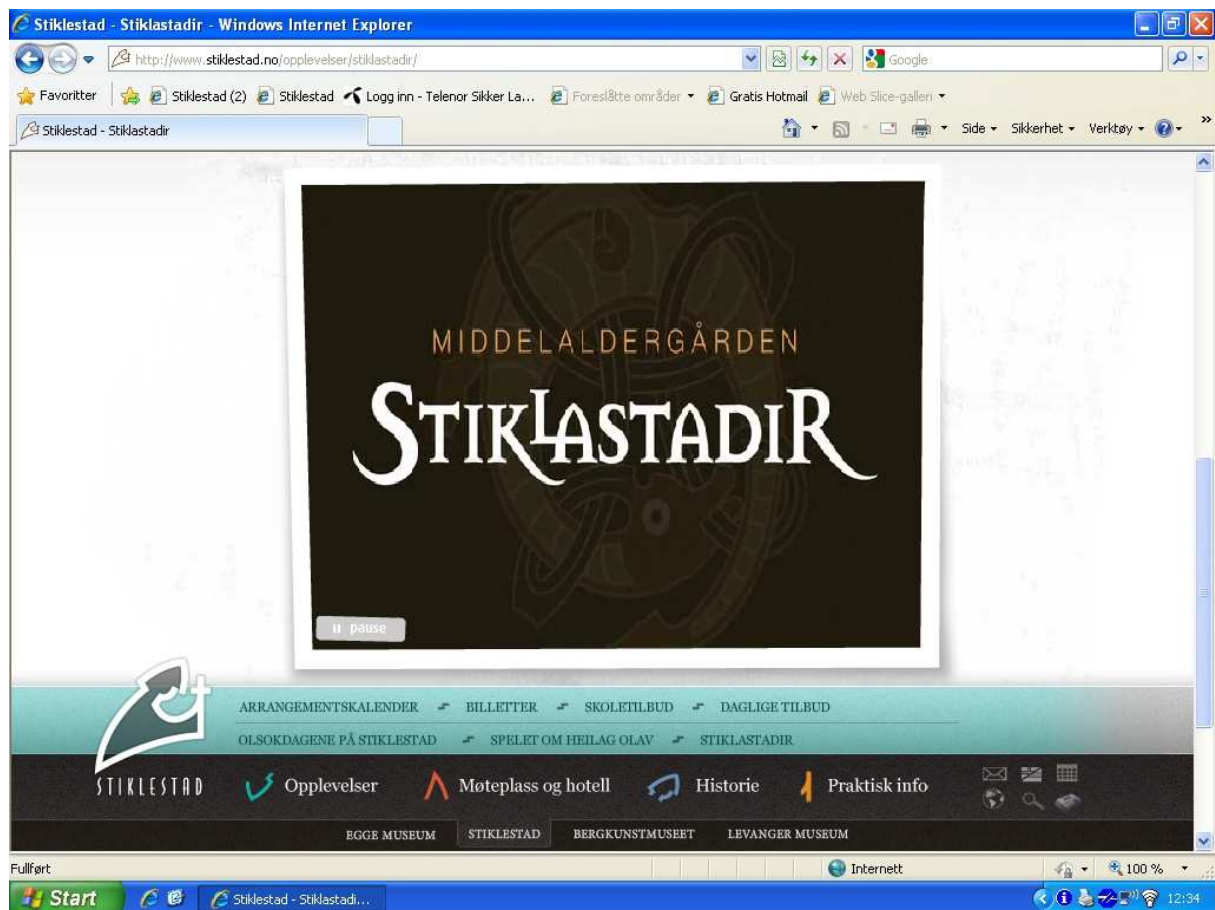 Stiklestad - Stiklastadir - Windows Internet Explorer
http://www.stiklestad.no/opplevelser/stiklastadir/
Google
Favoritter Stiklestad (2) Stiklestad Logg inn - Telenor Sikker La... Foreslåtte områder Gratis Hotmail Web Slice-galleri
Stiklestad - Stiklastadir Side Sikkerhet Verktøy
MIDDELALDERGÅRDEN
STIKLASTADIR
pause
ARRANGEMENTSKALENDER BILLETTER SKOLETILBUD DAGLIGE TILBUD
OLSOKDAGENE PÅ STIKLESTAD SPELET OM HEILAG OLAV STIKLASTADIR
STIKLESTAD Opplevelser Møteplass og hotell Historie Praktisk info
EGGE MUSEUM STIKLESTAD BERGKUNSTMUSEET LEVANGER MUSEUM
Fullført Internett 100 %
Start Stiklestad - Stiklastadi... 12:34